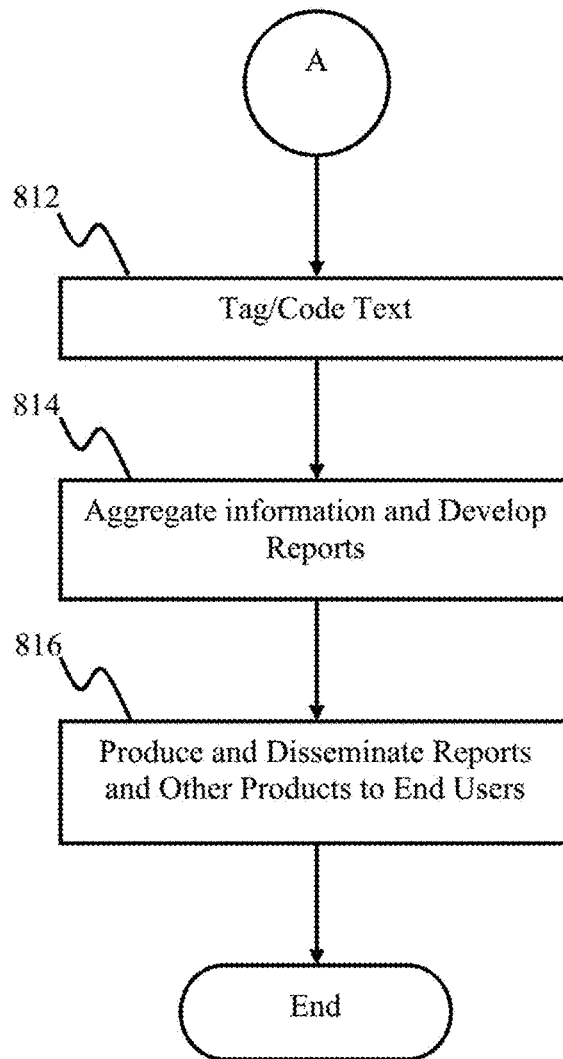 A
812
Tag/Code Text
814
Aggregate information and Develop
Reports
816
Produce and Disseminate Reports
and Other Products to End Users
End